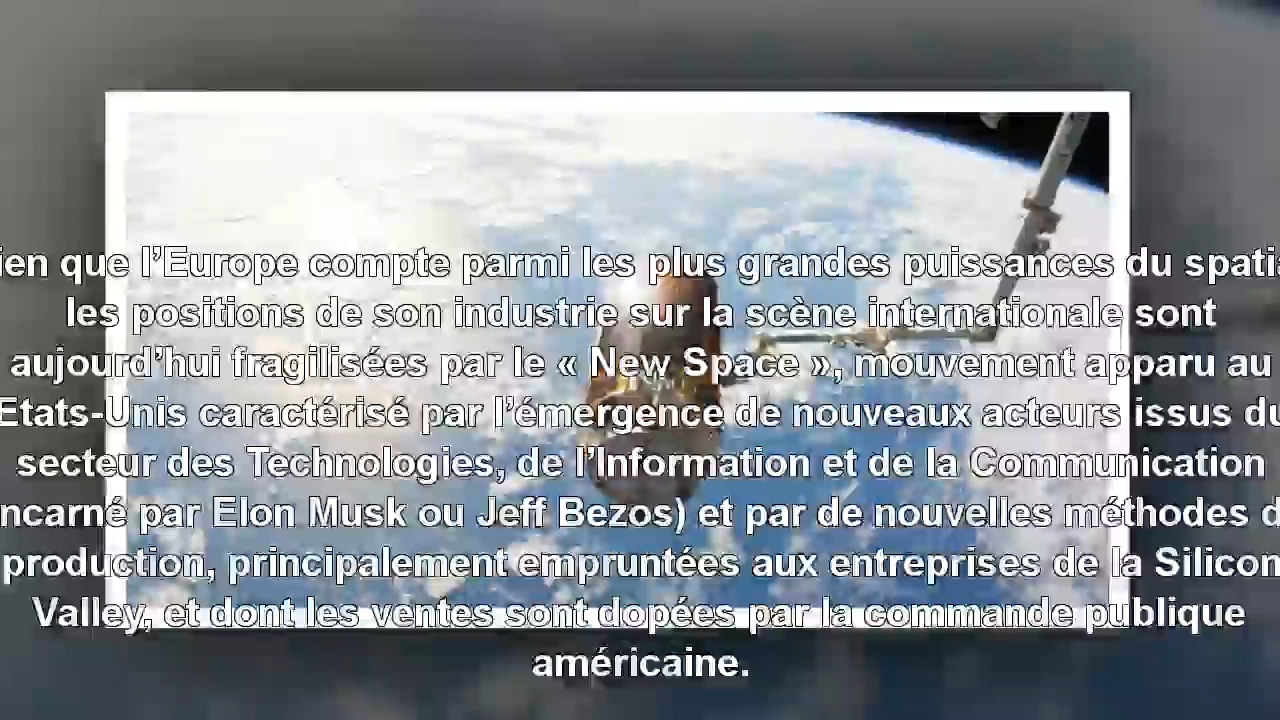 ien que l’Europe compte parmi les plus grandes puissances du spati
les positions de son industrie sur la scène internationale sont
aujourd’hui fragilisées par le « New Space », mouvement apparu au
Etats-Unis caractérisé par l’émergence de nouveaux acteurs issus du
secteur des Technologies, de l’Information et de la Communication
ncarné par Elon Musk ou Jeff Bezos) et par de nouvelles méthodes d
production, principalement empruntées aux entreprises de la Silicon
Valley, et dont les ventes sont dopées par la commande publique
américaine.